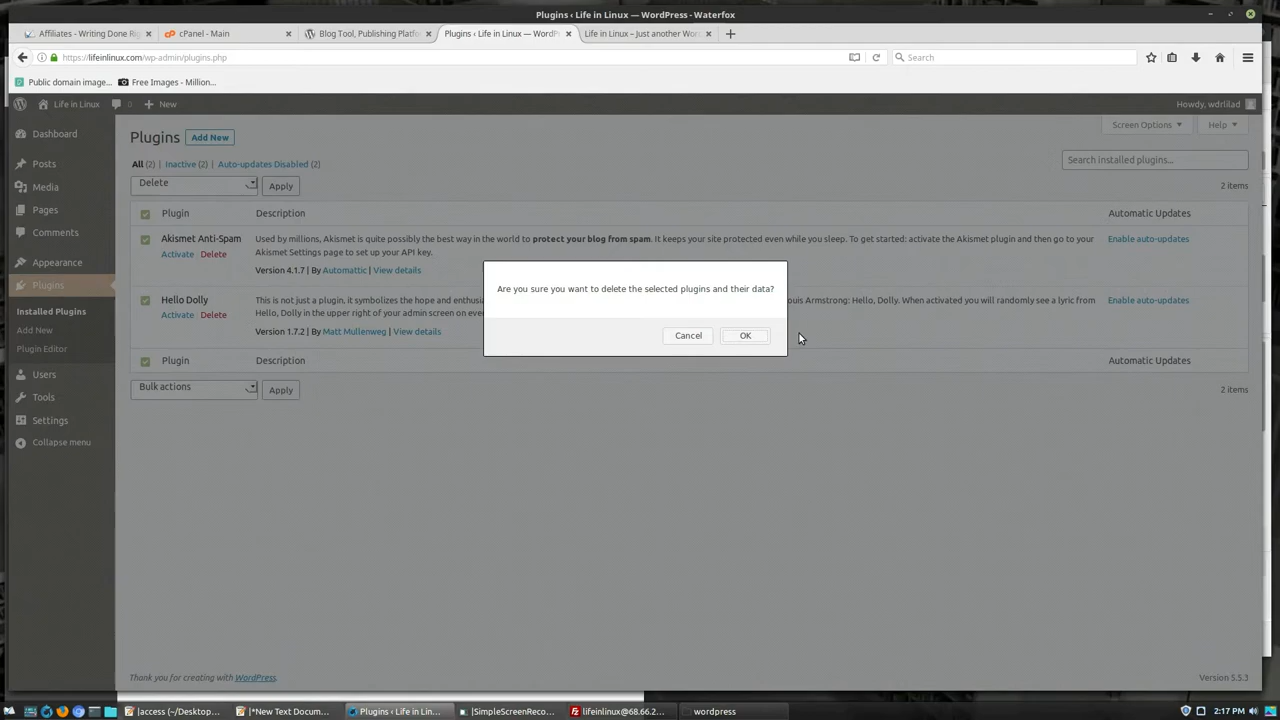 Plugins ‹ Life in Linux — WordPress - Waterfox
Affiliates - Writing Done Rig
cPanel - Main
Blog Tool, Publishing Platfo
Plugins ‹ Life in Linux — WordP
Life in Linux – Just another Wor
https://lifeinlinux.com/wp-admin/plugins.php
Search
Public domain image...
Free Images - Million...
Life in Linux
0
New
Howdy, wdrlilad
Dashboard
Posts
Media
Pages
Comments
Appearance
Plugins
Installed Plugins
Add New
Plugin Editor
Users
Tools
Settings
Collapse menu
Plugins
Add New
Screen Options
Help
All (2) | Inactive (2) | Auto-updates Disabled (2)
Search installed plugins...
Delete
Apply
2 items
Plugin
Description
Automatic Updates
Akismet Anti-Spam
Activate
Delete
Used by millions, Akismet is quite possibly the best way in the world to protect your blog from spam. It keeps your site protected even while you sleep. To get started: activate the Akismet plugin and then go to your
Akismet Settings page to set up your API key.
Version 4.1.7 | By Automattic | View details
Enable auto-updates
Hello Dolly
Activate
Delete
This is not just a plugin, it symbolizes the hope and enthusia
ouis Armstrong: Hello, Dolly. When activated you will randomly see a lyric from
Hello, Dolly in the upper right of your admin screen on eve
Version 1.7.2 | By Matt Mullenweg | View details
Enable auto-updates
Are you sure you want to delete the selected plugins and their data?
Cancel
OK
Plugin
Description
Automatic Updates
Bulk actions
Apply
2 items
Thank you for creating with WordPress.
Version 5.5.3
[access (~/Desktop...
[*New Text Docum...
Plugins ‹ Life in Lin...
[SimpleScreenReco...
lifeinlinux@68.66.2...
wordpress
2:17 PM